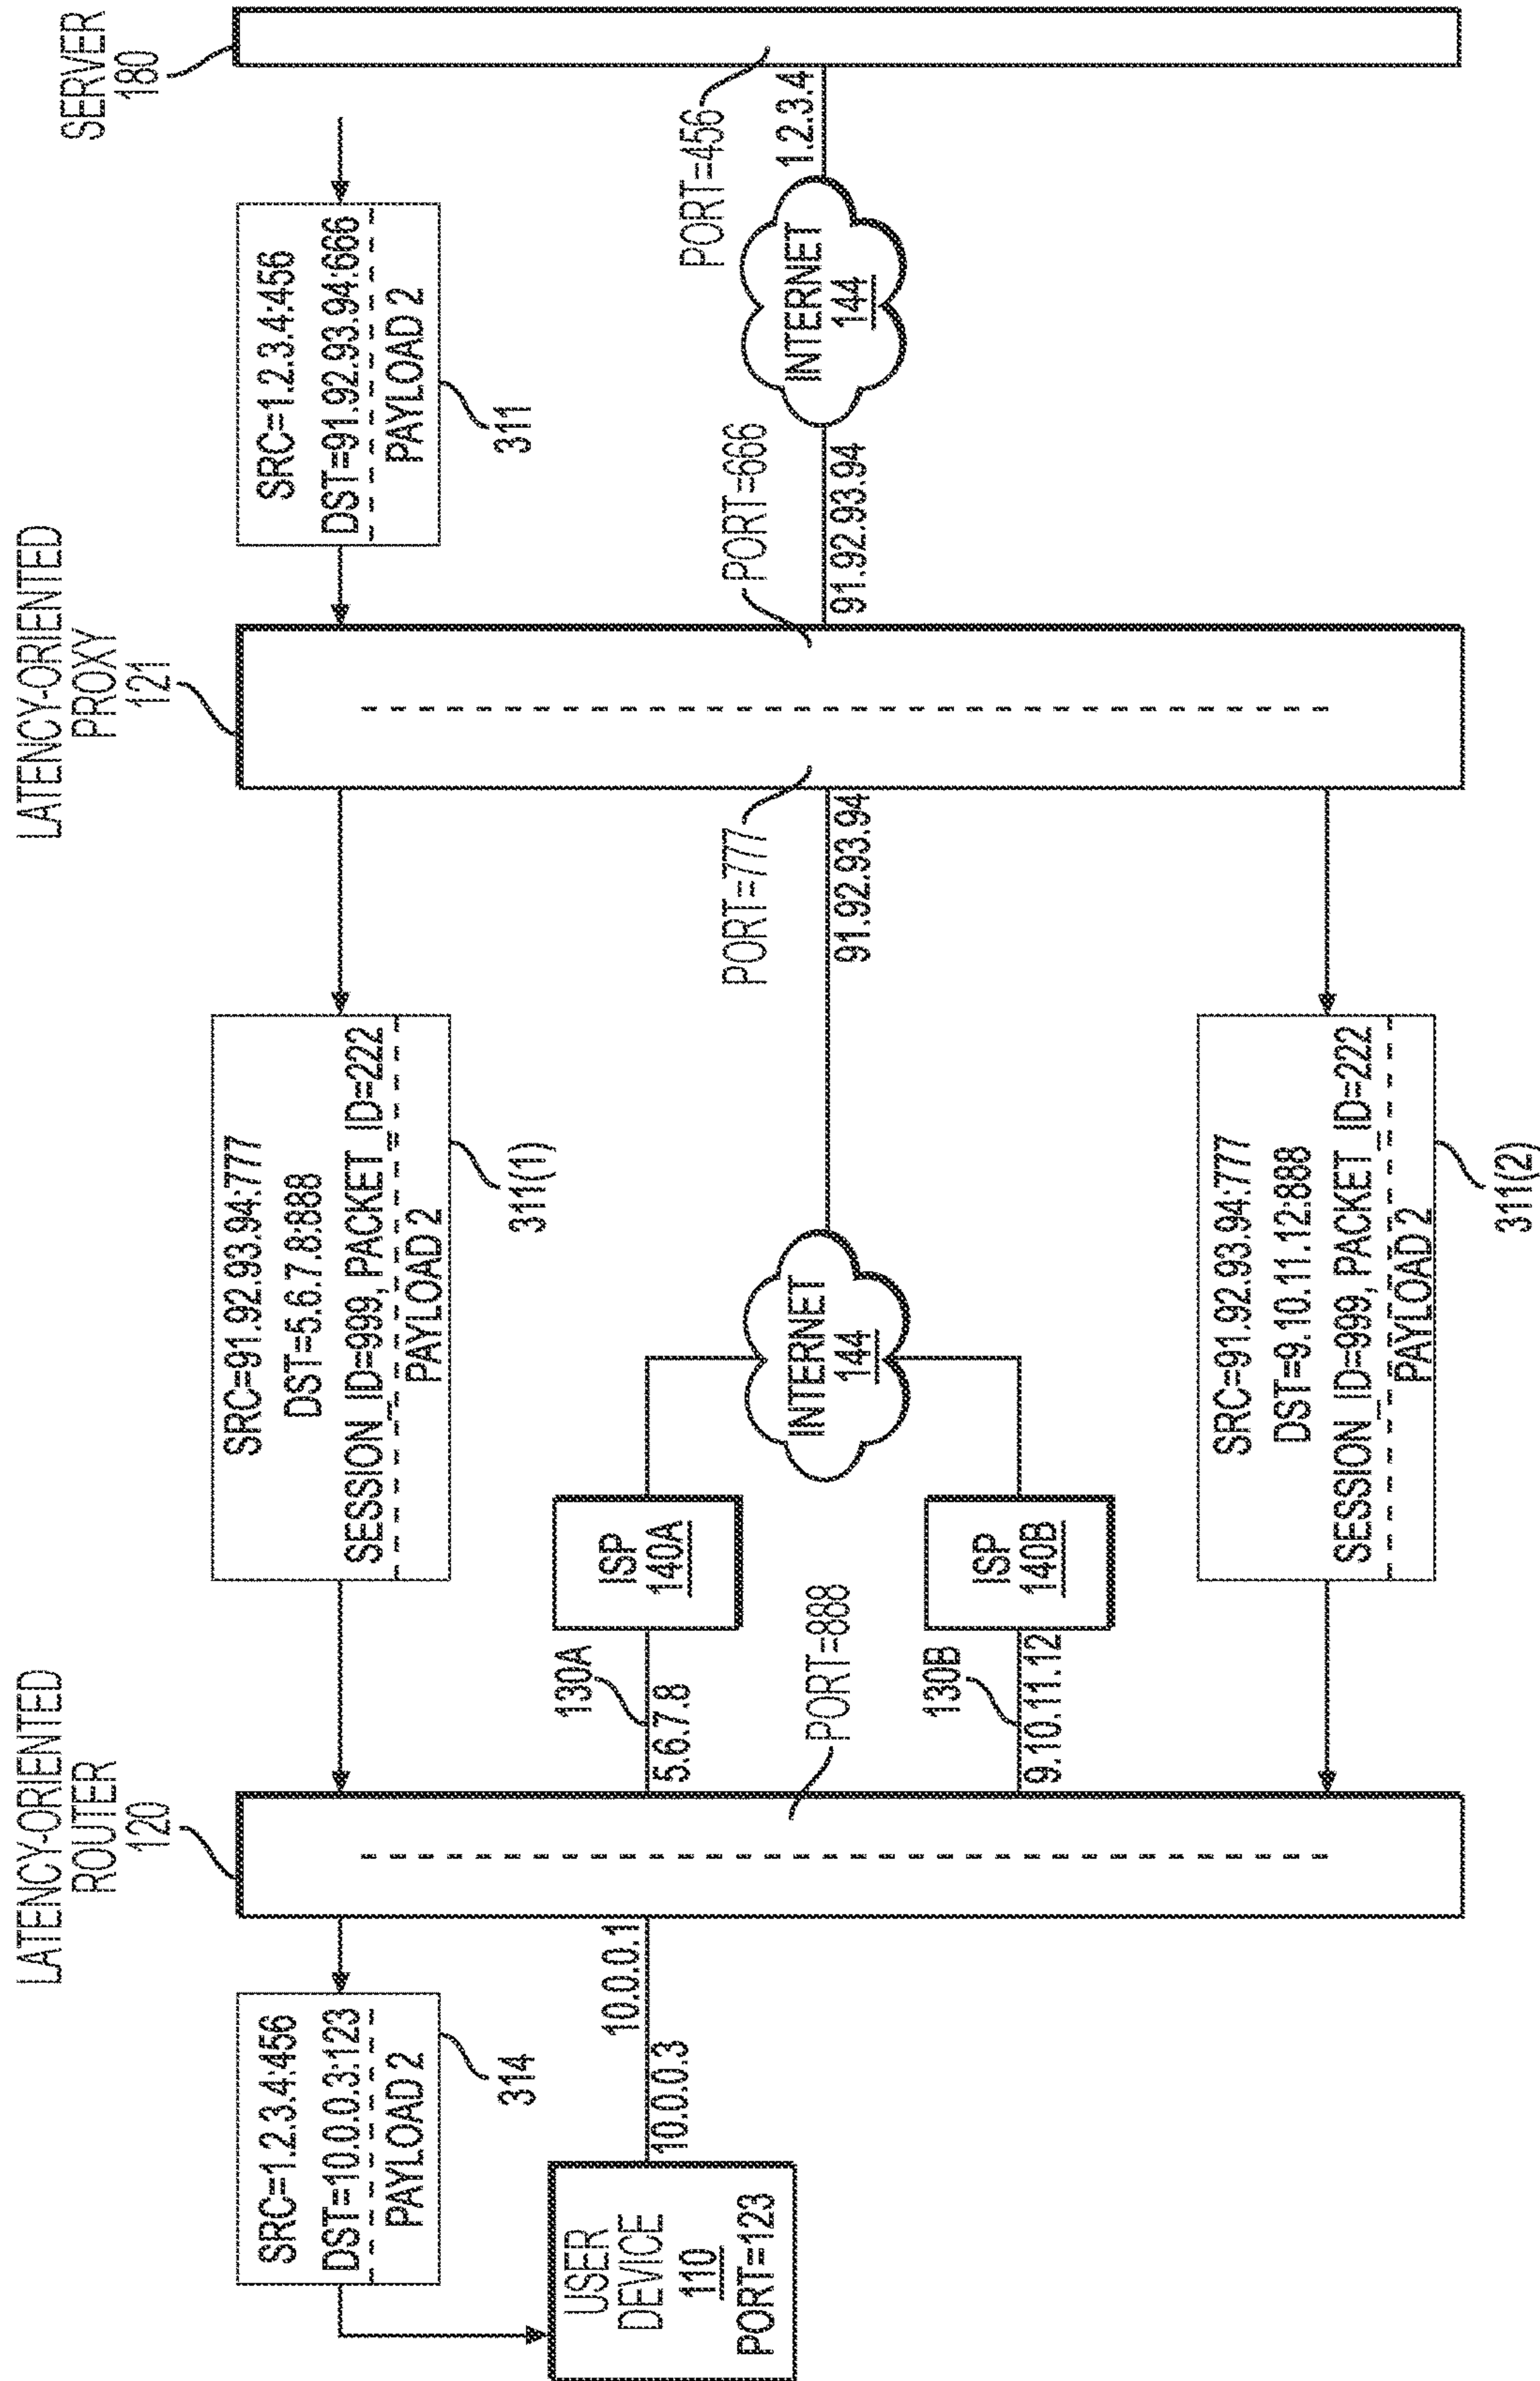 LATENCY-ORIENTED
ROUTER
120
LATENCY-ORIENTED
PROXY
121
SERVER
180
SRC=1.2.3.4:456
DST=10.0.0.3:123
PAYLOAD 2
314
SRC=91.92.93.94:777
DST=5.6.7.8:888
SESSION_ID=999, PACKET_ID=222
PAYLOAD 2
311(1)
SRC=1.2.3.4:456
DST=91.92.93.94:666
PAYLOAD 2
311
USER
DEVICE
110
PORT=123
10.0.0.3
10.0.0.1
130A
5.6.7.8
ISP
140A
PORT=888
130B
9.10.11.12
ISP
140B
INTERNET
144
PORT=777
91.92.93.94
PORT=666
91.92.93.94
INTERNET
144
PORT=456
1.2.3.4
SRC=91.92.93.94:777
DST=9.10.11.12:888
SESSION_ID=999, PACKET_ID=222
PAYLOAD 2
311(2)